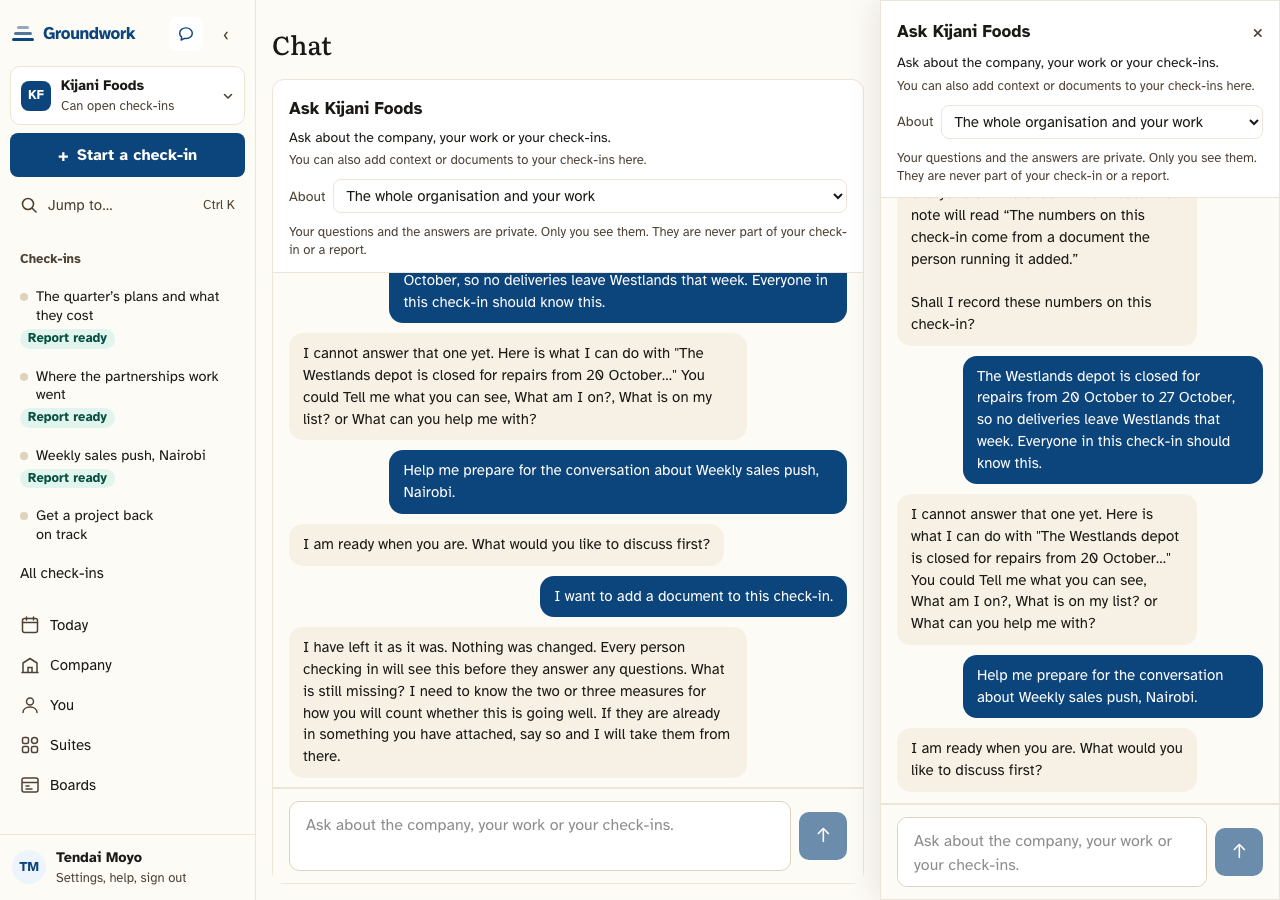 Groundwork
KF
Kijani Foods
Can open check-ins
+ Start a check-in
Jump to...
Ctrl K
Check-ins
The quarter's plans and what
they cost
Report ready
Where the partnerships work
went
Report ready
Weekly sales push, Nairobi
Report ready
Get a project back
on track
All check-ins
Today
Company
You
Suites
Boards
TM
Tendai Moyo
Settings, help, sign out
Chat
Ask Kijani Foods
Ask about the company, your work or your check-ins.
You can also add context or documents to your check-ins here.
About
The whole organisation and your work
Your questions and the answers are private. Only you see them. They are never part of your check-
in or a report.
October, so no deliveries leave Westlands that week. Everyone in
this check-in should know this.
I cannot answer that one yet. Here is what I can do with "The
Westlands depot is closed for repairs from 20 October…" You
could Tell me what you can see, What am I on?, What is on my
list? or What can you help me with?
Help me prepare for the conversation about Weekly sales push,
Nairobi.
I am ready when you are. What would you like to discuss first?
I want to add a document to this check-in.
I have left it as it was. Nothing was changed. Every person
checking in will see this before they answer any questions. What
is still missing? I need to know the two or three measures for
how you will count whether this is going well. If they are already
in something you have attached, say so and I will take them from
there.
Ask about the company, your work or your check-ins.
Ask Kijani Foods
Ask about the company, your work or your check-ins.
You can also add context or documents to your check-ins here.
About
The whole organisation and your work
Your questions and the answers are private. Only you see them.
They are never part of your check-in or a report.
note will read “The numbers on this
check-in come from a document the
person running it added.”
Shall I record these numbers on this
check-in?
The Westlands depot is closed for
repairs from 20 October to 27 October,
so no deliveries leave Westlands that
week. Everyone in this check-in should
know this.
I cannot answer that one yet. Here is
what I can do with "The Westlands depot
is closed for repairs from 20 October…"
You could Tell me what you can see,
What am I on?, What is on my list? or
What can you help me with?
Help me prepare for the conversation
about Weekly sales push, Nairobi.
I am ready when you are. What would you
like to discuss first?
Ask about the company, your work or
your check-ins.